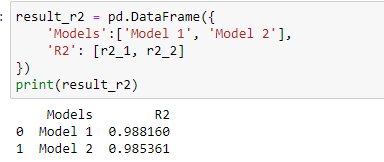 : result_r2 = pd.DataFrame({
    'Models':['Model 1', 'Model 2'],
    'R2': [r2_1, r2_2]
})
print(result_r2)
    Models        R2
0  Model 1  0.988160
1  Model 2  0.985361